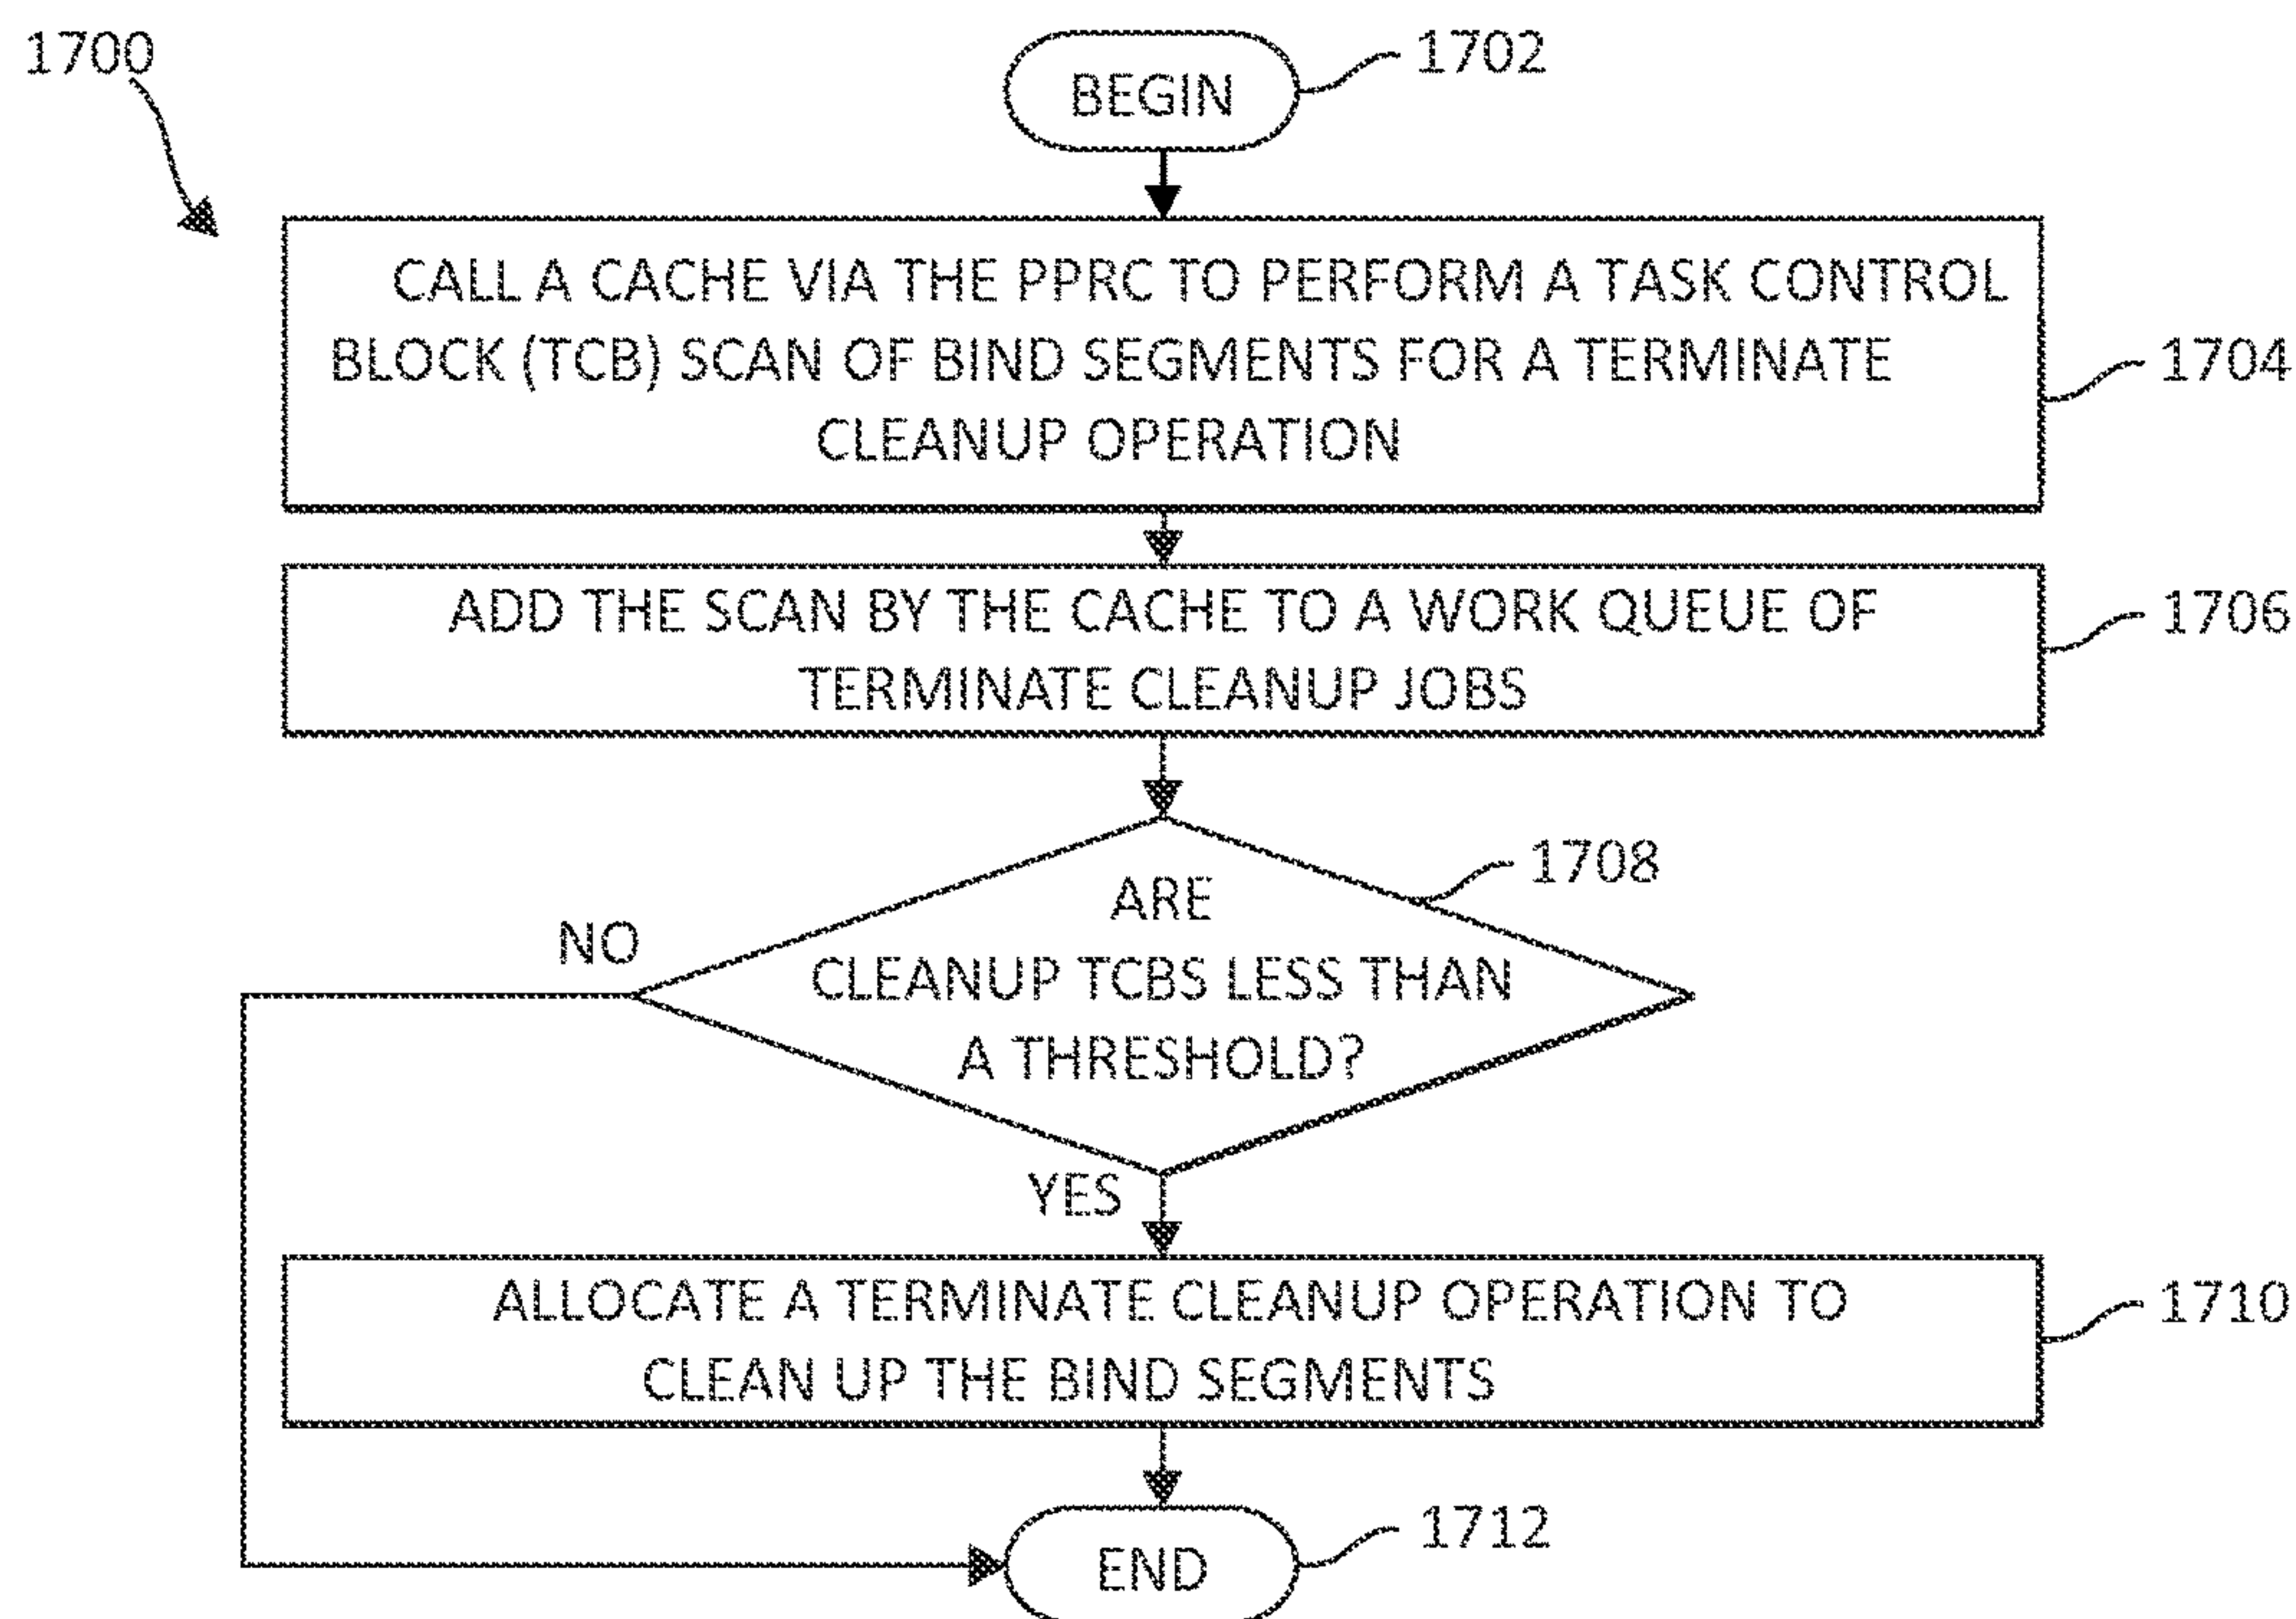 1700
BEGIN
1702
CALL A CACHE VIA THE PPRC TO PERFORM A TASK CONTROL
BLOCK (TCB) SCAN OF BIND SEGMENTS FOR A TERMINATE
CLEANUP OPERATION
1704
ADD THE SCAN BY THE CACHE TO A WORK QUEUE OF
TERMINATE CLEANUP JOBS
1706
ARE
CLEANUP TCBS LESS THAN
A THRESHOLD?
1708
NO
YES
ALLOCATE A TERMINATE CLEANUP OPERATION TO
CLEAN UP THE BIND SEGMENTS
1710
END
1712